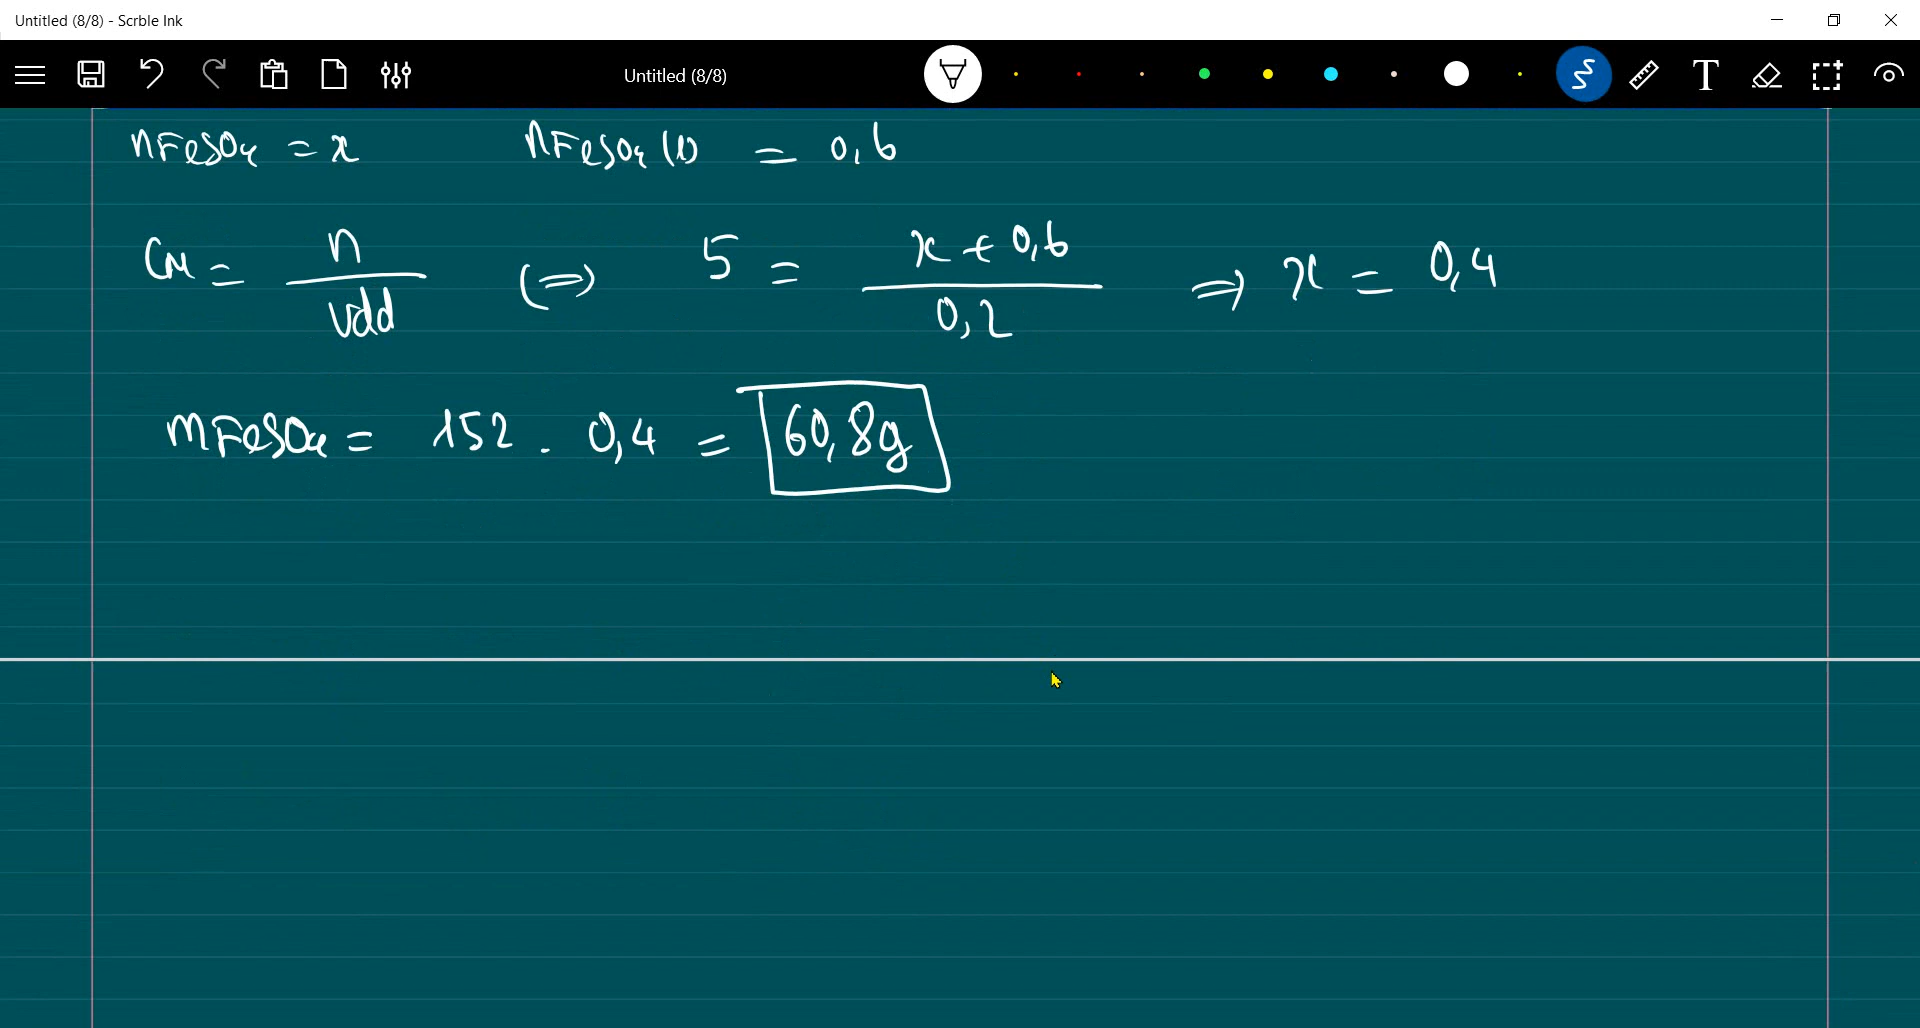 Untitled (8/8) - Scrble Ink
Untitled (8/8)
T
nFeSO₄ = x nFeSO₄ (1) = 0,6
CM = n / Vdd (⇔) 5 = x + 0,6 / 0,2 ⇒ x = 0,4
mFeSO₄ = 152 . 0,4 = 60,8g